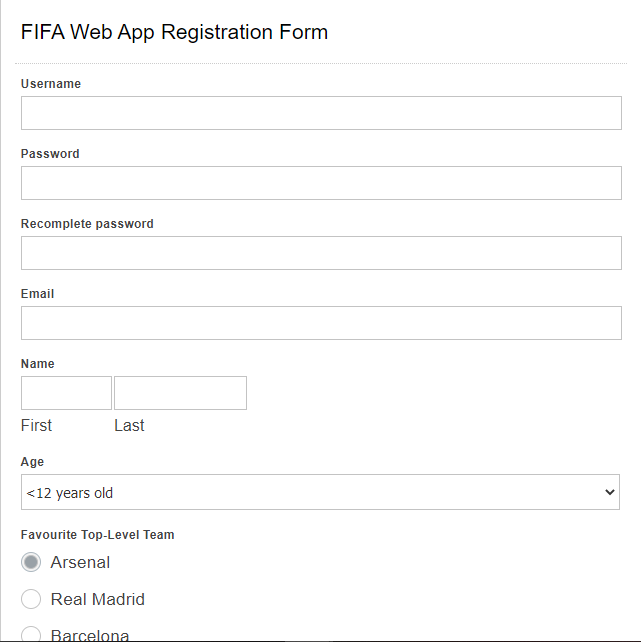 FIFA Web App Registration Form
Username
Password
Recomplete password
Email
Name
First Last
Age
<12 years old
Favourite Top-Level Team
Arsenal
Real Madrid
Barcelona